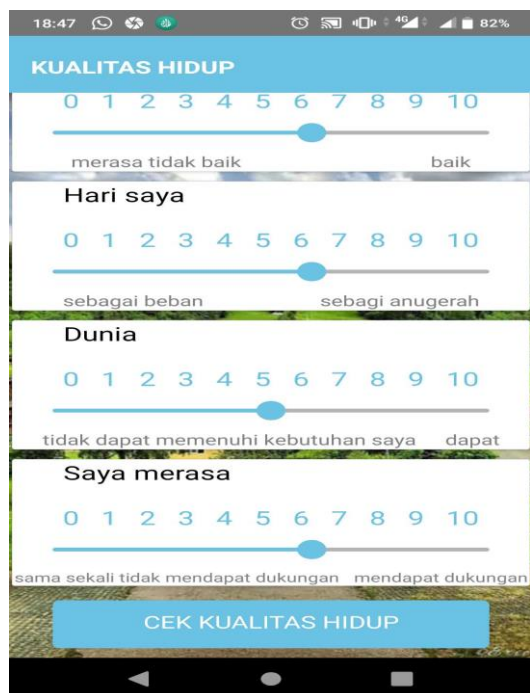 18:47 4G 82%
KUALITAS HIDUP
0 1 2 3 4 5 6 7 8 9 10
merasa tidak baik baik
Hari saya
0 1 2 3 4 5 6 7 8 9 10
sebagai beban sebagi anugerah
Dunia
0 1 2 3 4 5 6 7 8 9 10
tidak dapat memenuhi kebutuhan saya dapat
Saya merasa
0 1 2 3 4 5 6 7 8 9 10
sama sekali tidak mendapat dukungan mendapat dukungan
CEK KUALITAS HIDUP